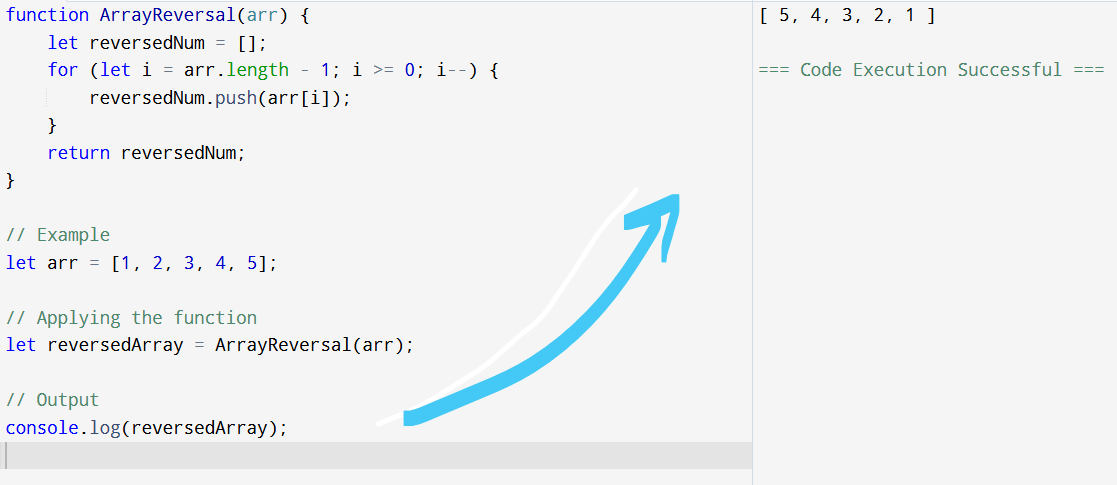 function ArrayReversal(arr) {
    let reversedNum = [];
    for (let i = arr.length - 1; i >= 0; i--) {
        reversedNum.push(arr[i]);
    }
    return reversedNum;
}
// Example
let arr = [1, 2, 3, 4, 5];
// Applying the function
let reversedArray = ArrayReversal(arr);
// Output
console.log(reversedArray);
[ 5, 4, 3, 2, 1 ]
=== Code Execution Successful ===